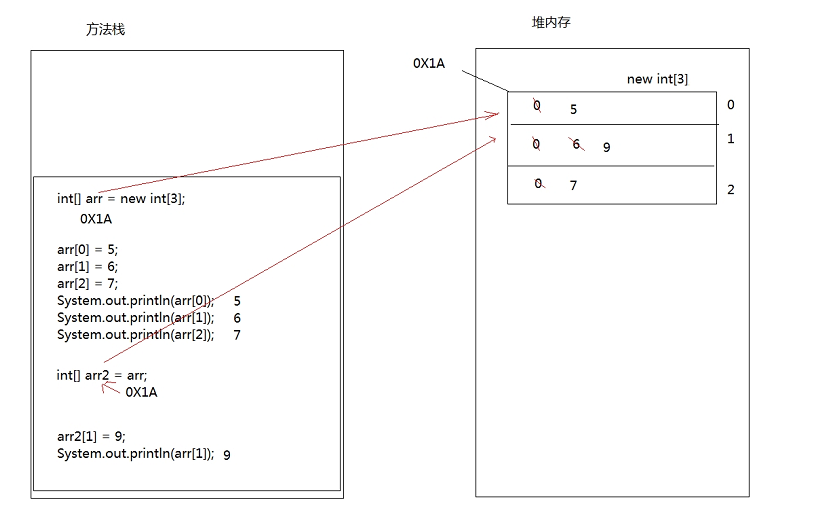 方法栈
int[] arr = new int[3];
0X1A
arr[0] = 5;
arr[1] = 6;
arr[2] = 7;
System.out.println(arr[0]); 5
System.out.println(arr[1]); 6
System.out.println(arr[2]); 7
int[] arr2 = arr;
0X1A
arr2[1] = 9;
System.out.println(arr[1]); 9
堆内存
0X1A
new int[3]
0 5 0
0 6 9 1
0 7 2